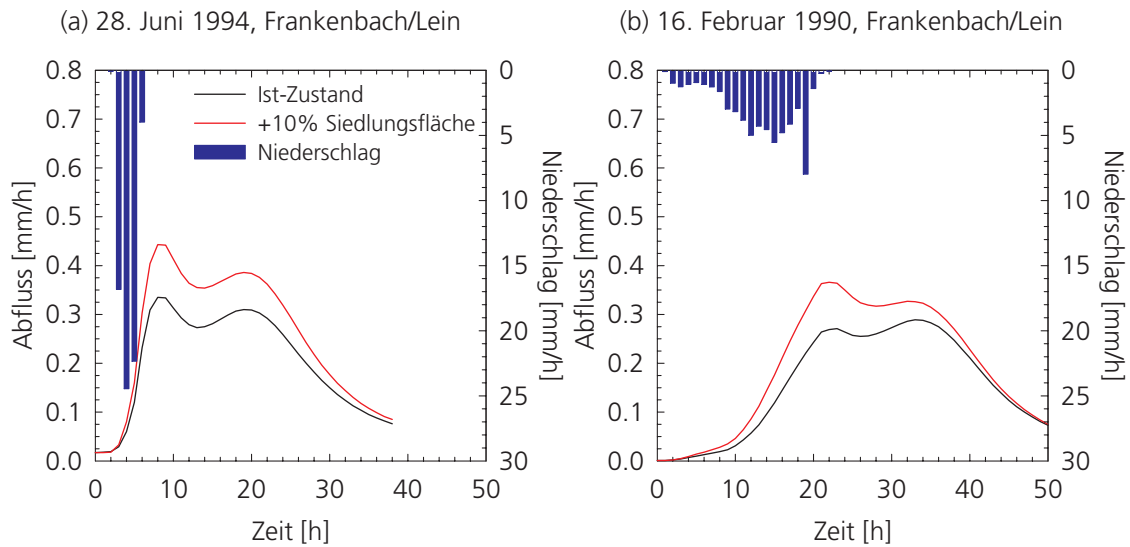 (a) 28. Juni 1994, Frankenbach/Lein
0.8
0.7
0.6
0.5
0.4
0.3
0.2
0.1
0.0
Abfluss [mm/h]
Ist-Zustand
+10% Siedlungsfläche
Niederschlag
0
5
10
15
20
25
30
Niederschlag [mm/h]
0 10 20 30 40 50
Zeit [h]
(b) 16. Februar 1990, Frankenbach/Lein
0.8
0.7
0.6
0.5
0.4
0.3
0.2
0.1
0.0
Abfluss [mm/h]
0
5
10
15
20
25
30
Niederschlag [mm/h]
0 10 20 30 40 50
Zeit [h]